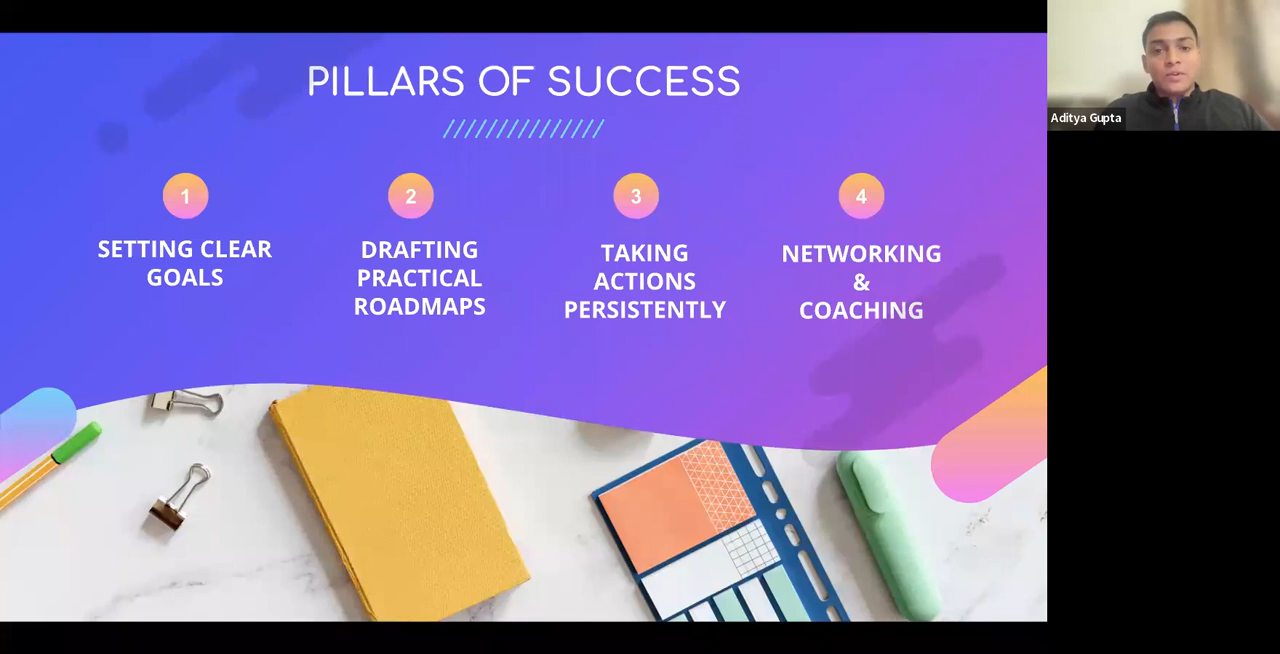 PILLARS OF SUCCESS
///////////////
1
2
3
4
SETTING CLEAR
GOALS
DRAFTING
PRACTICAL
ROADMAPS
TAKING
ACTIONS
PERSISTENTLY
NETWORKING
&
COACHING
Aditya Gupta